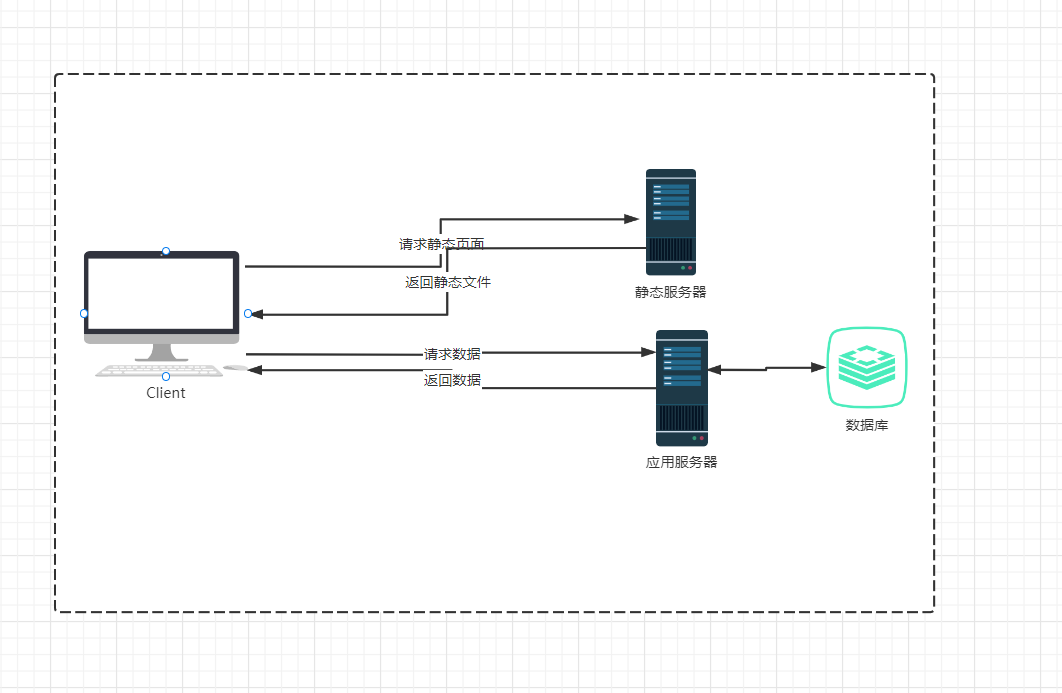 请求静态页面
返回静态文件
静态服务器
请求数据
返回数据
Client
数据库
应用服务器